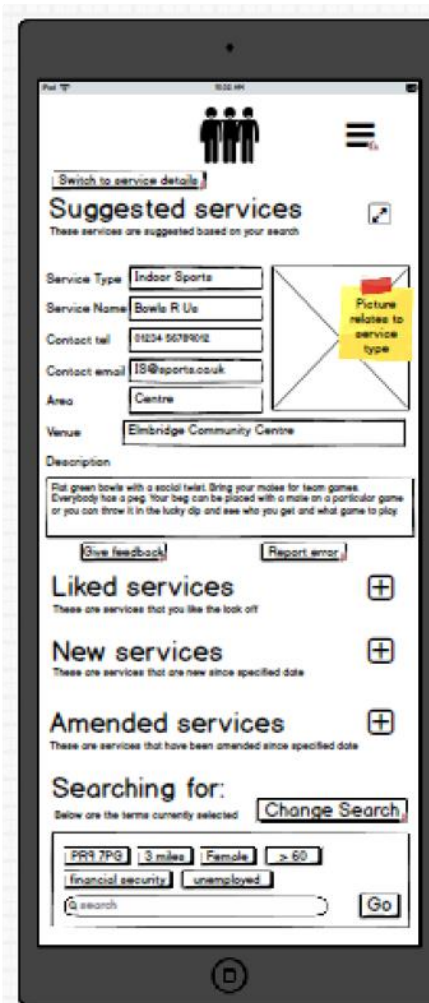 iPad
10:00 AM
Switch to service details
Suggested services
These services are suggested based on your search
Service Type Indoor Sports
Service Name Bowls R Us
Contact tel 01234 56789012
Contact email IS@sports.co.uk
Area Centre
Picture relates to service type
Venue Elmbridge Community Centre
Description
Flat green bowls with a social twist. Bring your mates for team games.
Everybody has a peg. Your beg can be placed with a mate on a particular game
or you can throw it in the lucky dip and see who you get and what game to play.
Give feedback Report error
Liked services
These are services that you like the look off
New services
These are services that are new since specified date
Amended services
These are services that have been amended since specified date
Searching for:
Below are the terms currently selected Change Search
PR9 7PG 3 miles Female > 60
financial security unemployed
search Go